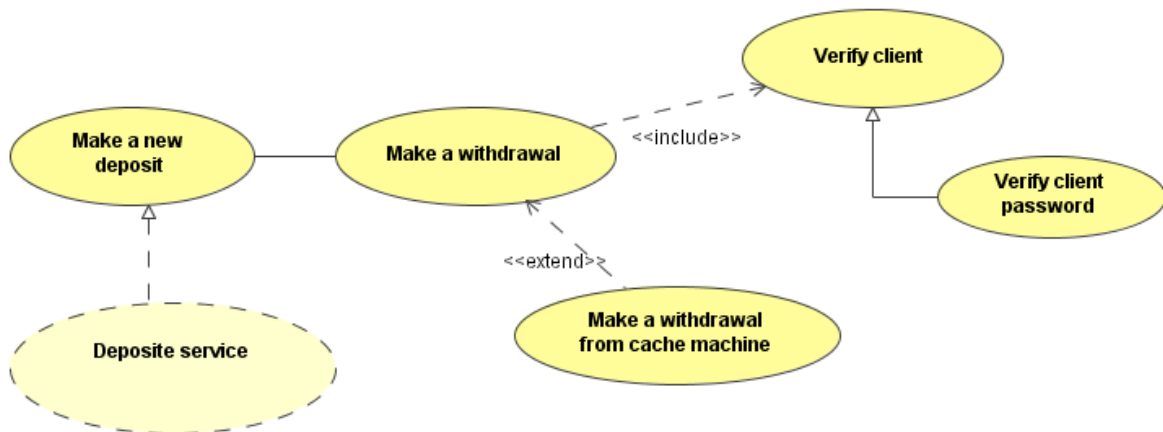 Verify client
Make a new
deposit
Make a withdrawal
<<include>>
Verify client
password
<<extend>>
Make a withdrawal
from cache machine
Deposite service